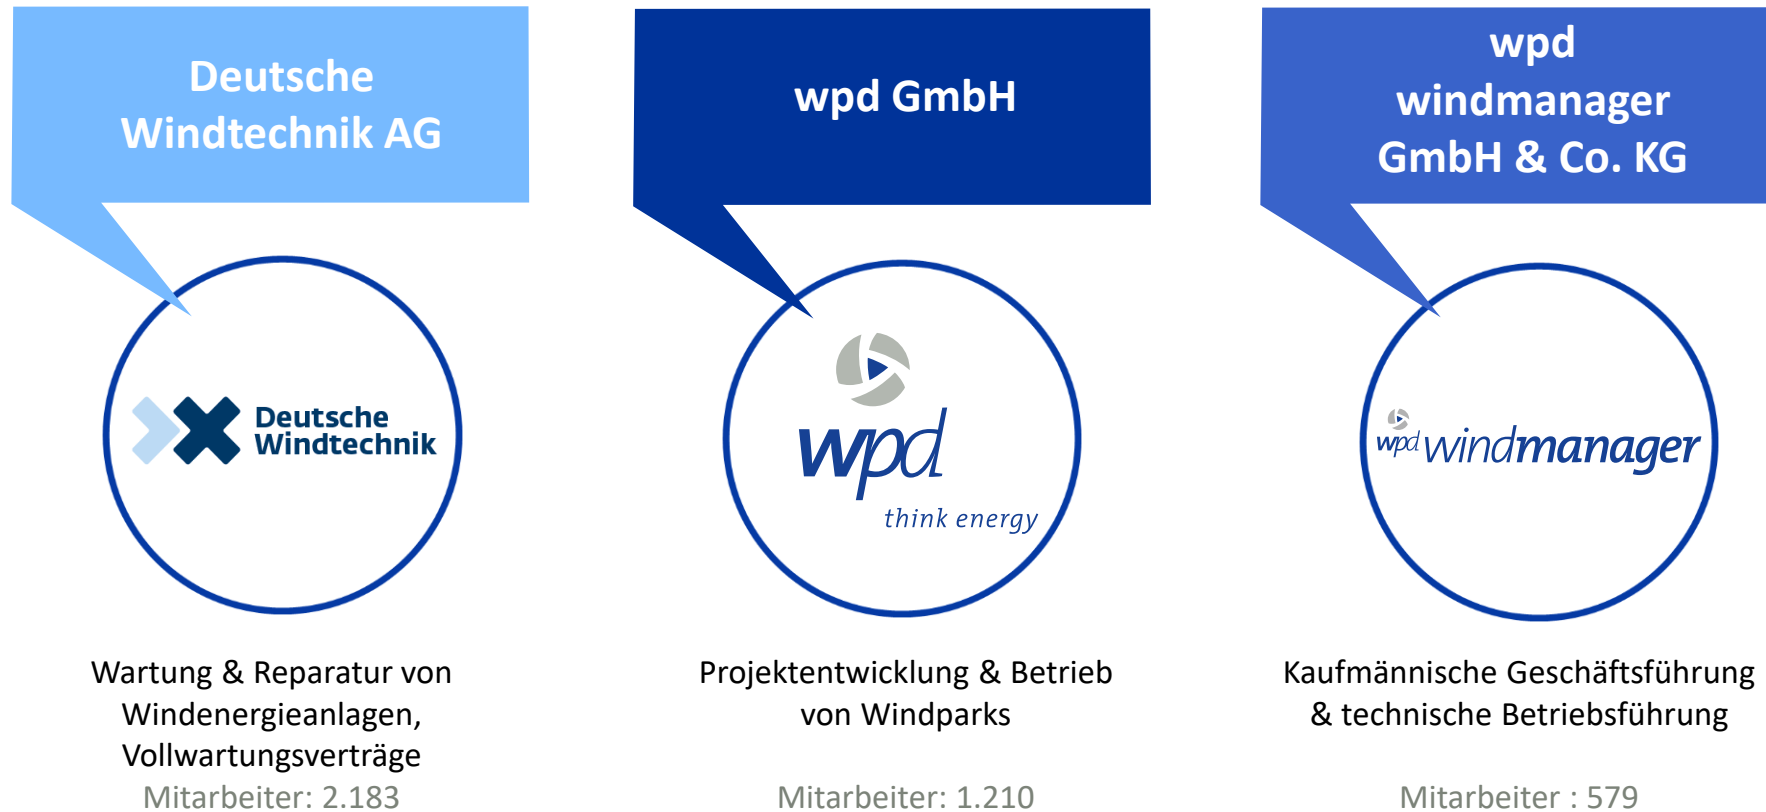 Deutsche
Windtechnik AG
Deutsche
Windtechnik
Wartung & Reparatur von
Windenergieanlagen,
Vollwartungsverträge
Mitarbeiter: 2.183
wpd GmbH
wpd
think energy
Projektentwicklung & Betrieb
von Windparks
Mitarbeiter: 1.210
wpd
windmanager
GmbH & Co. KG
wpd windmanager
Kaufmännische Geschäftsführung
& technische Betriebsführung
Mitarbeiter : 579